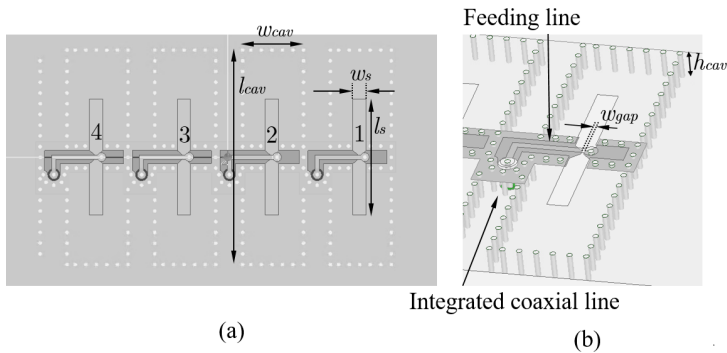 w_cav
w_s
l_cav
l_s
4
3
2
1
(a)
Feeding line
h_cav
w_gap
Integrated coaxial line
(b)